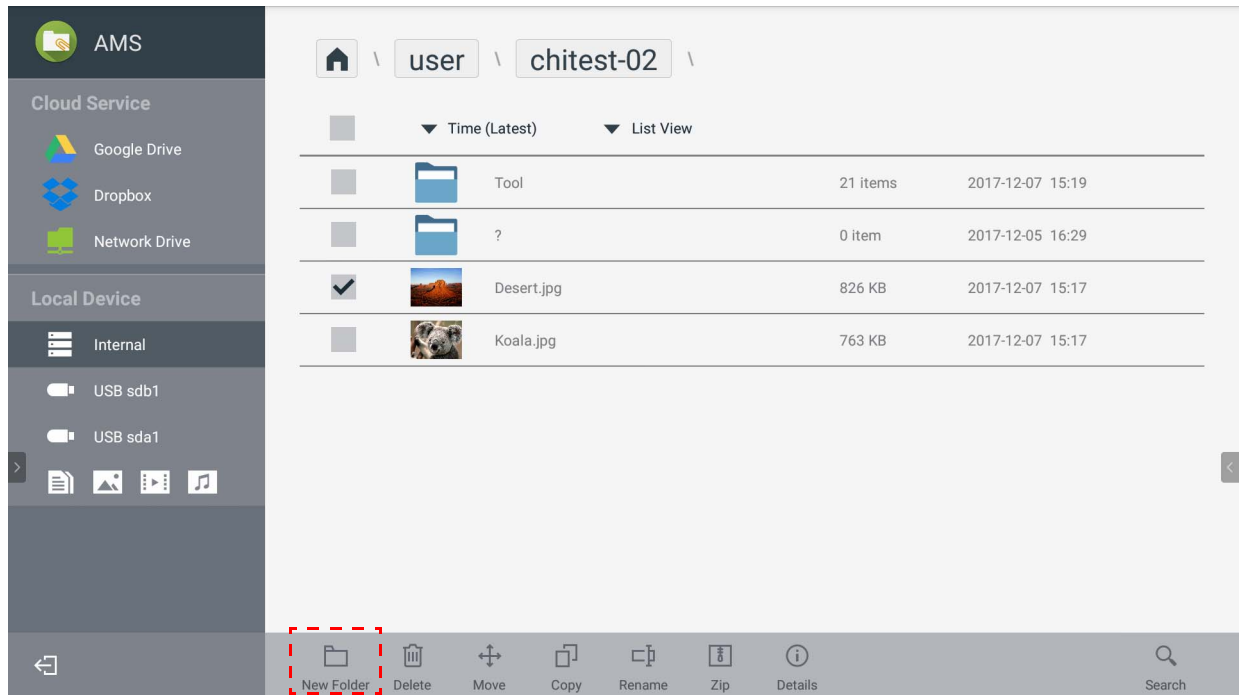 AMS
Cloud Service
Google Drive
Dropbox
Network Drive
Local Device
Internal
USB sdb1
USB sda1
\ user \ chitest-02 \
Time (Latest) List View
Tool 21 items 2017-12-07 15:19
? 0 item 2017-12-05 16:29
Desert.jpg 826 KB 2017-12-07 15:17
Koala.jpg 763 KB 2017-12-07 15:17
New Folder Delete Move Copy Rename Zip Details Search